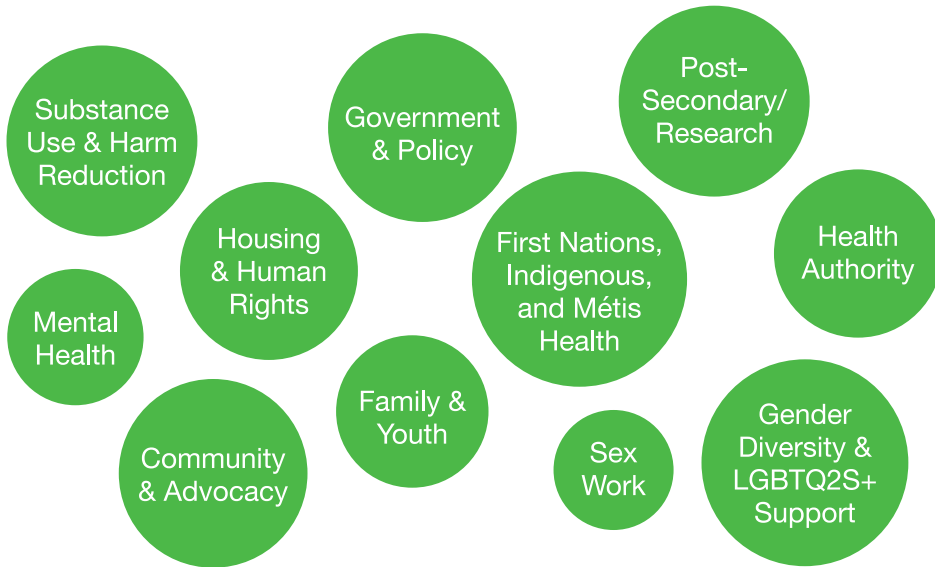 Substance
Use & Harm
Reduction
Government
& Policy
Post-
Secondary/
Research
Housing
& Human
Rights
First Nations,
Indigenous,
and Métis
Health
Health
Authority
Mental
Health
Family &
Youth
Community
& Advocacy
Sex
Work
Gender
Diversity &
LGBTQ2S+
Support